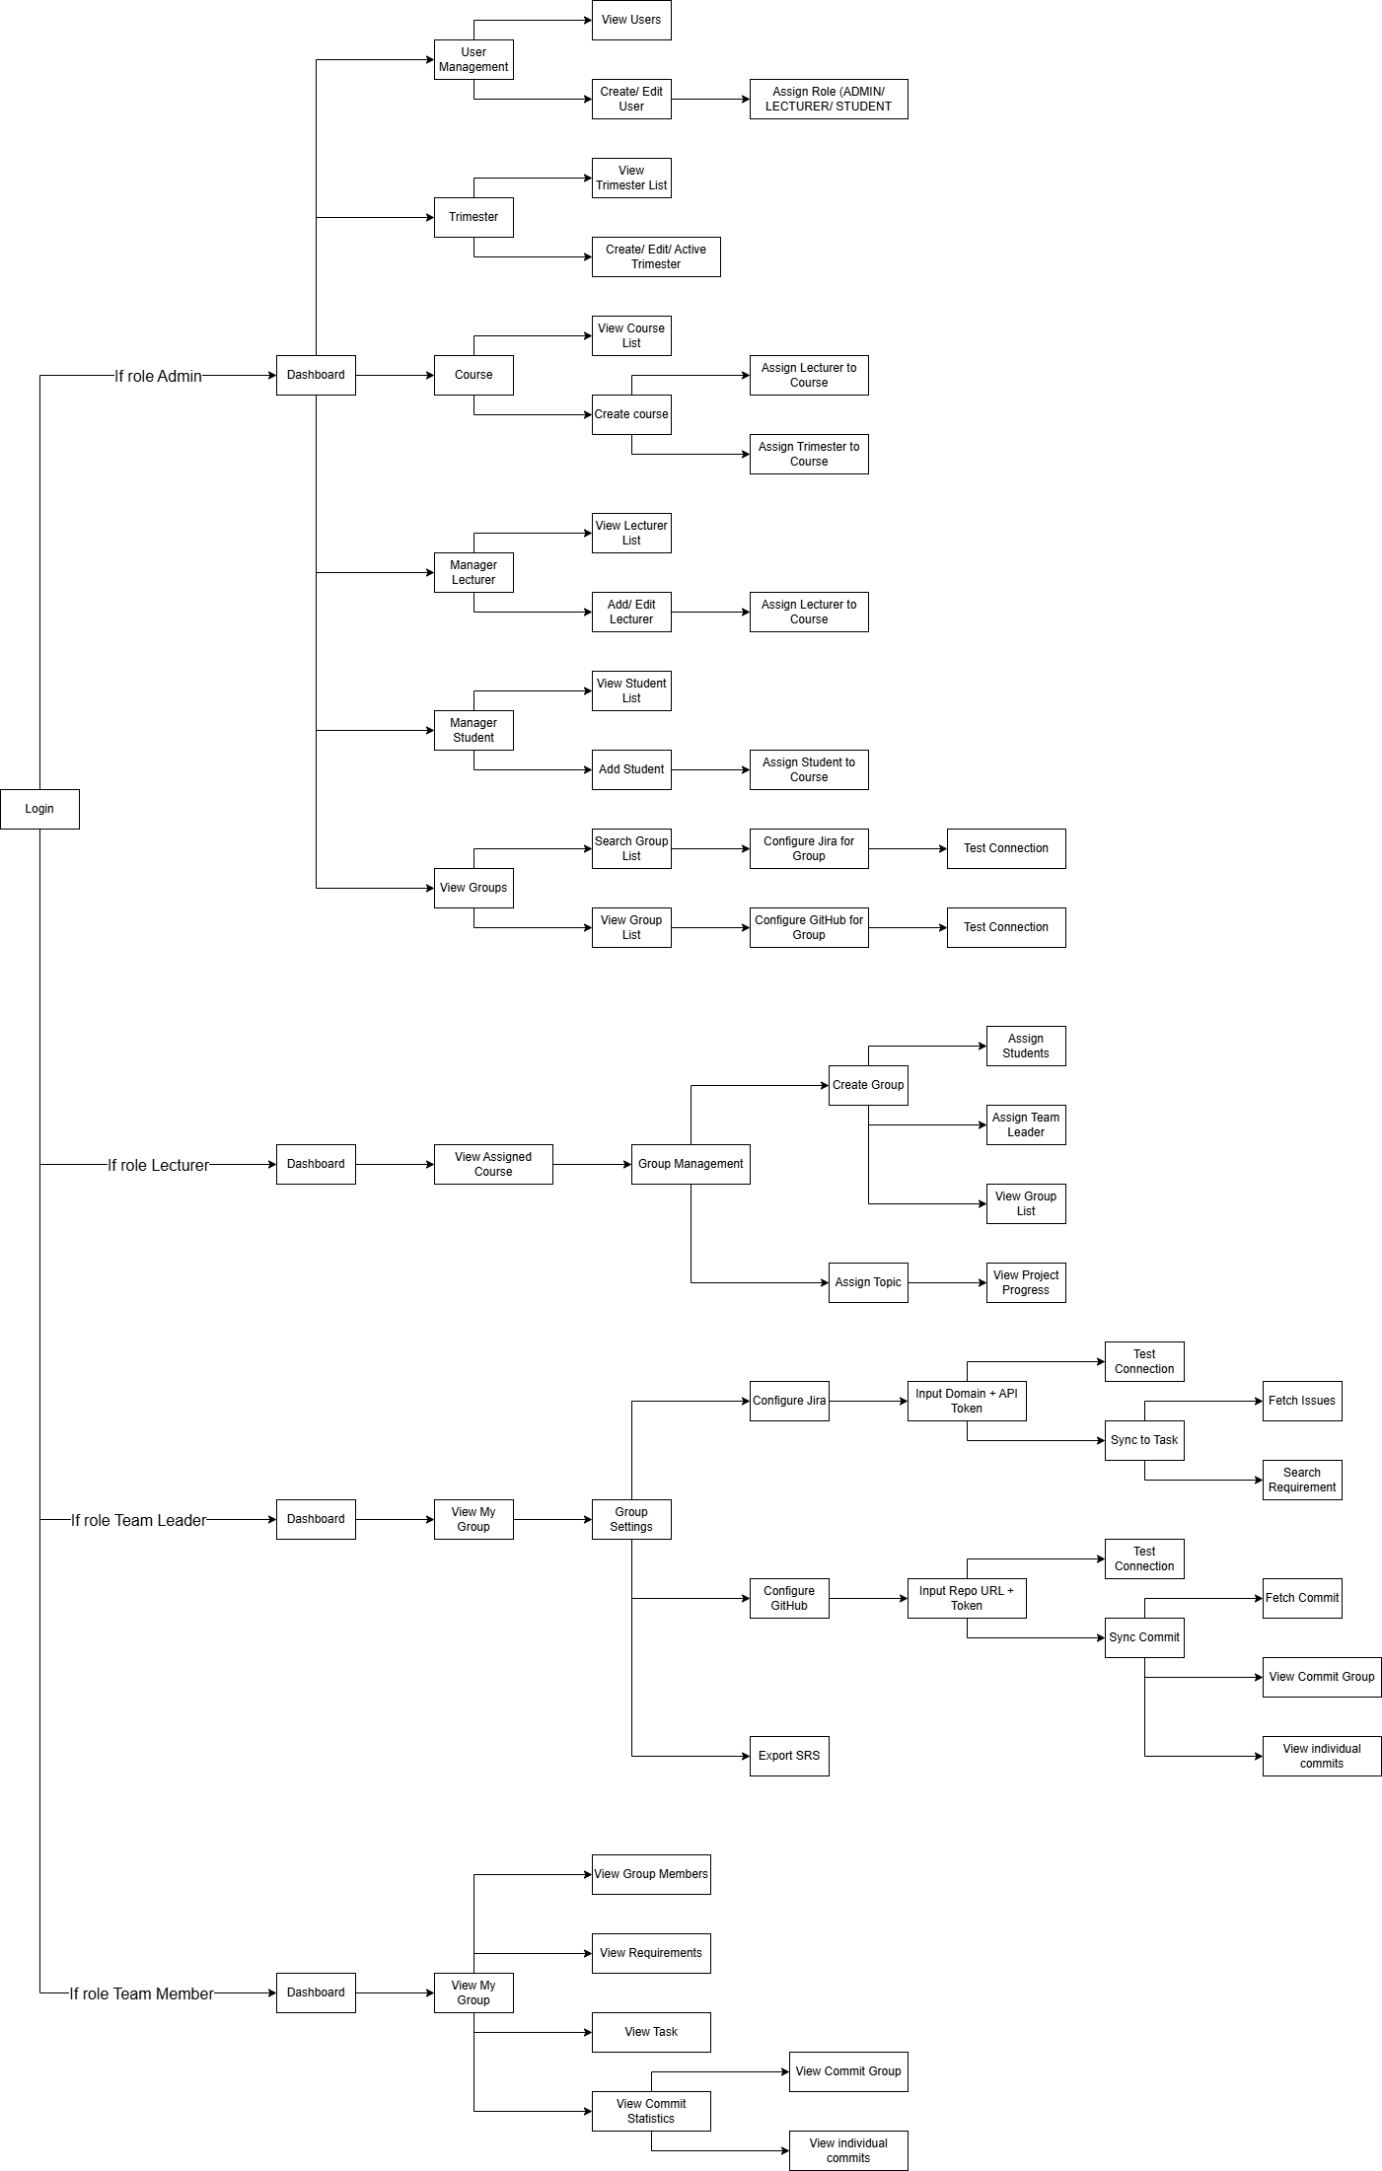 View Users
User
Management
Create/ Edit
User
Assign Role (ADMIN/
LECTURER/ STUDENT
View
Trimester List
Trimester
Create/ Edit/ Active
Trimester
View Course
List
If role Admin
Dashboard
Course
Assign Lecturer to
Course
Create course
Assign Trimester to
Course
View Lecturer
List
Manager
Lecturer
Add/ Edit
Lecturer
Assign Lecturer to
Course
View Student
List
Manager
Student
Add Student
Assign Student to
Course
Login
Search Group
List
Configure Jira for
Group
Test Connection
View Groups
View Group
List
Configure GitHub for
Group
Test Connection
Assign
Students
Create Group
Assign Team
Leader
If role Lecturer
Dashboard
View Assigned
Course
Group Management
View Group
List
Assign Topic
View Project
Progress
Test
Connection
Configure Jira
Input Domain + API
Token
Fetch Issues
Sync to Task
Search
Requirement
If role Team Leader
Dashboard
View My
Group
Group
Settings
Test
Connection
Configure
GitHub
Input Repo URL +
Token
Fetch Commit
Sync Commit
View Commit Group
Export SRS
View individual
commits
View Group Members
View Requirements
If role Team Member
Dashboard
View My
Group
View Task
View Commit Group
View Commit
Statistics
View individual
commits